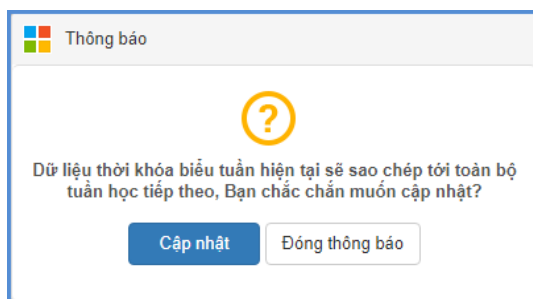 Thông báo
Dữ liệu thời khóa biểu tuần hiện tại sẽ sao chép tới toàn bộ
tuần học tiếp theo, Bạn chắc chắn muốn cập nhật?
Cập nhật
Đóng thông báo